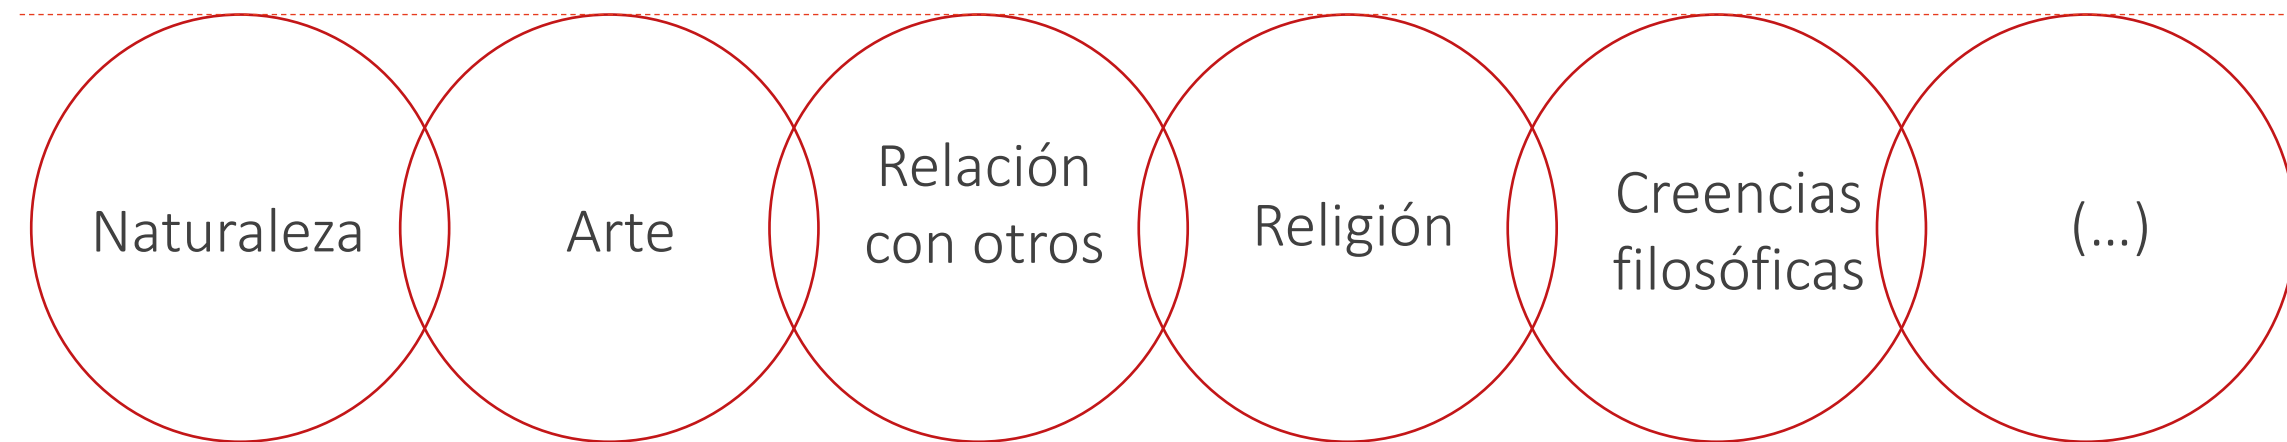 Naturaleza
Arte
Relación
con otros
Religión
Creencias
filosóficas
(...)